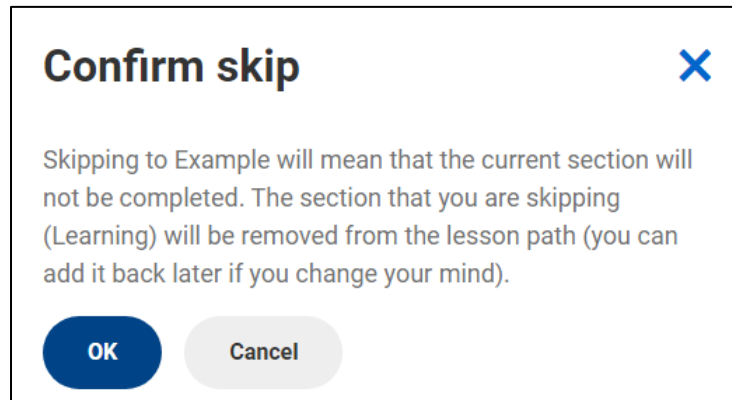 Confirm skip
Skipping to Example will mean that the current section will
not be completed. The section that you are skipping
(Learning) will be removed from the lesson path (you can
add it back later if you change your mind).
OK
Cancel